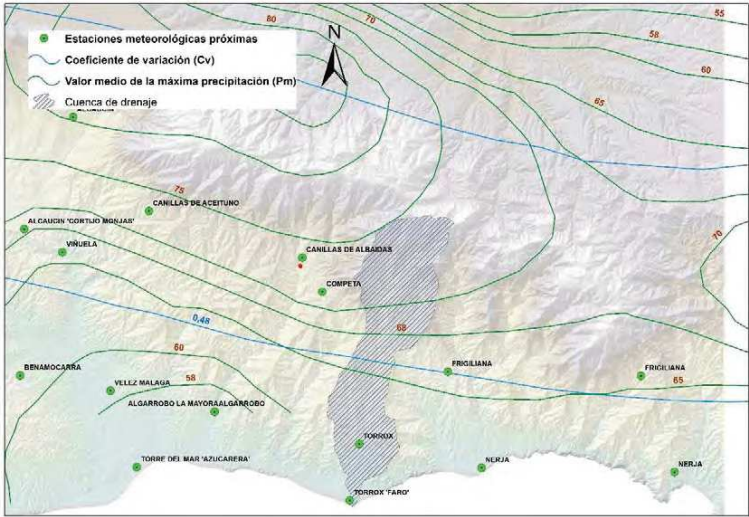 80
70
55
58
60
65
N
Estaciones meteorológicas próximas
Coeficiente de variación (Cv)
Valor medio de la máxima precipitación (Pm)
Cuenca de drenaje
75
CANILLAS DE ACEITUNO
ALCAUCIN 'CORTIJO MONJAS'
VIÑUELA
CANILLAS DE ALBAIDAS
COMPETA
70
0,48
68
60
58
BENAMOCARRA
VELEZ MALAGA
ALGARROBO LA MAYORAALGARROBO
FRIGILIANA
FRIGILIANA
65
TORROX
TORRE DEL MAR 'AZUCARERA'
NERJA
NERJA
TORROX 'FARO'